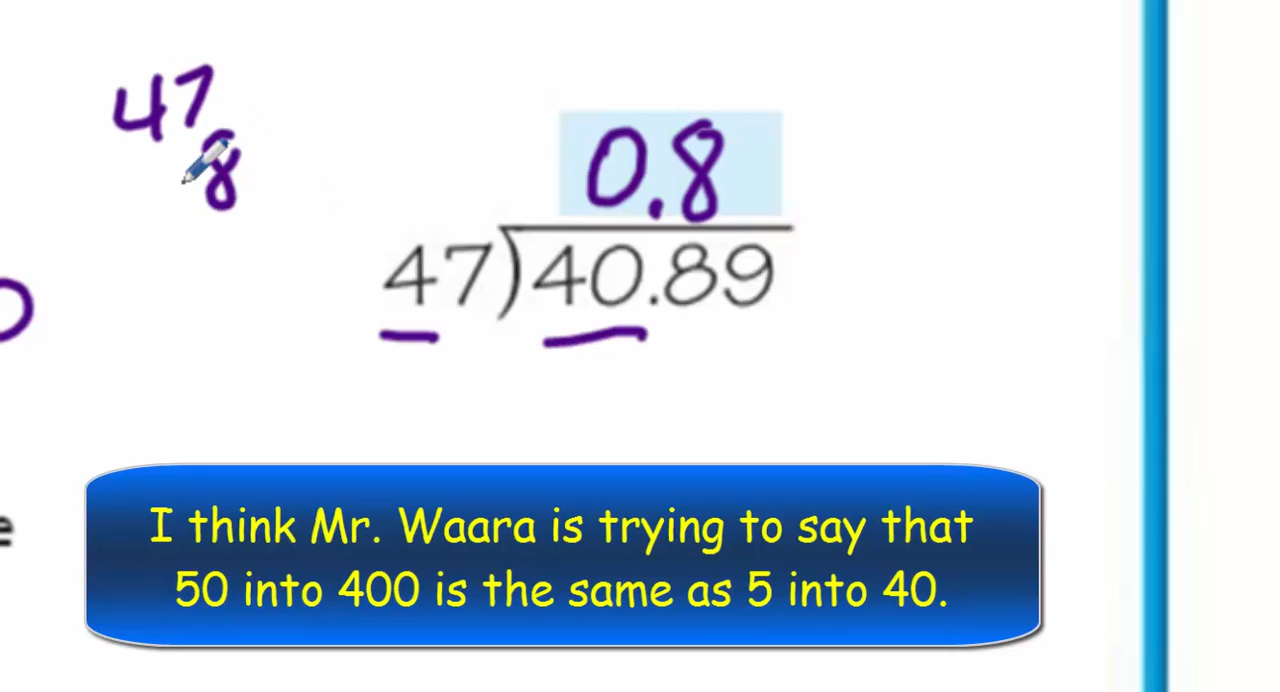 47
8
0.8
47)40.89
I think Mr. Waara is trying to say that
50 into 400 is the same as 5 into 40.